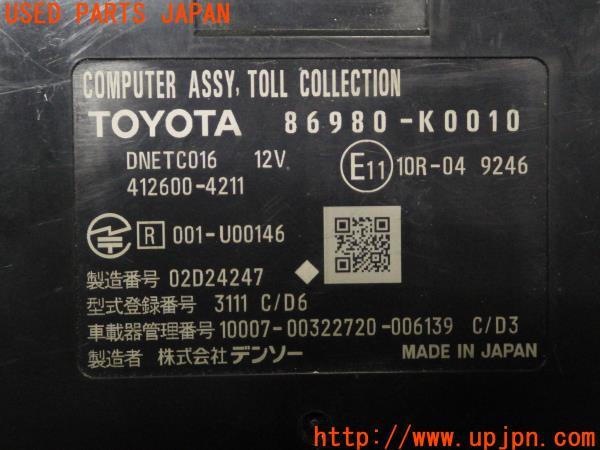 USED PARTS JAPAN
COMPUTER ASSY, TOLL COLLECTION
TOYOTA 86980-K0010
DNETC016 12V
412600-4211
E11 10R-04 9246
R 001-U00146
製造番号 02D24247
型式登録番号 3111 C/D6
車載器管理番号 10007-00322720-006139 C/D3
製造者 株式会社 デンソー MADE IN JAPAN
http://www.upjpn.com